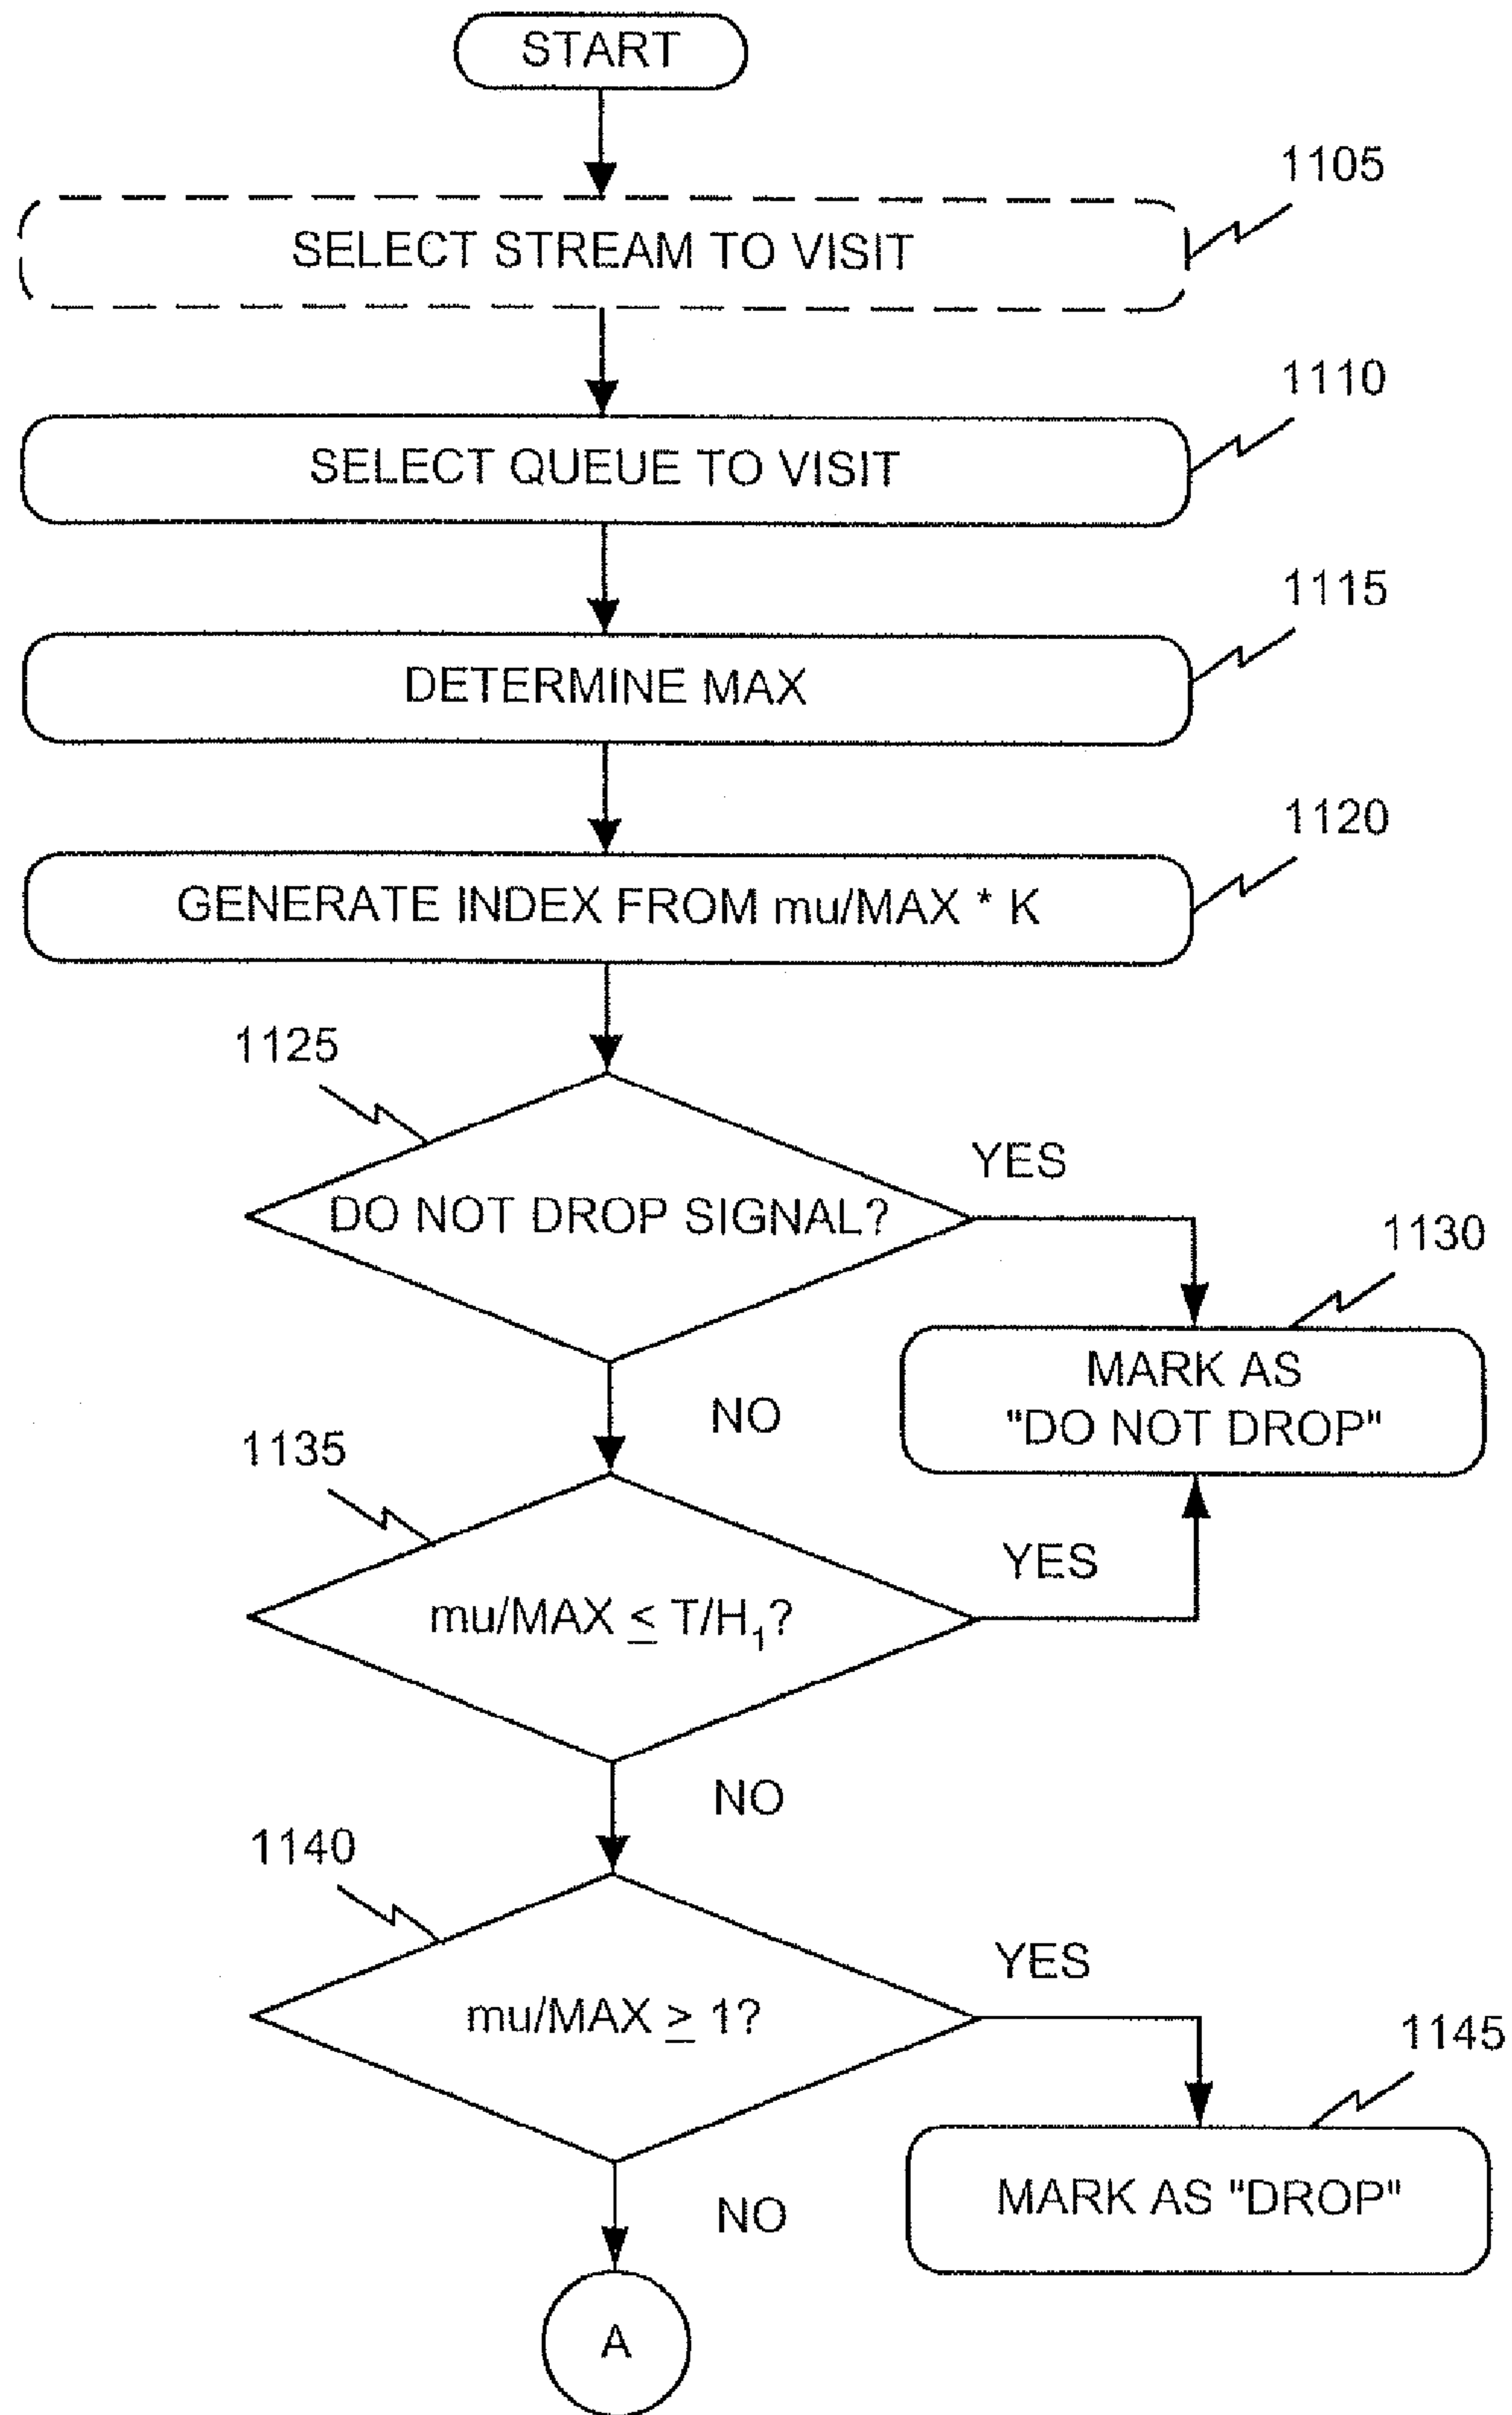 START
1105
SELECT STREAM TO VISIT
1110
SELECT QUEUE TO VISIT
1115
DETERMINE MAX
1120
GENERATE INDEX FROM mu/MAX * K
1125
DO NOT DROP SIGNAL?
YES
1130
MARK AS
"DO NOT DROP"
NO
1135
mu/MAX ≤ T/H₁?
YES
NO
1140
mu/MAX ≥ 1?
YES
1145
MARK AS "DROP"
NO
A